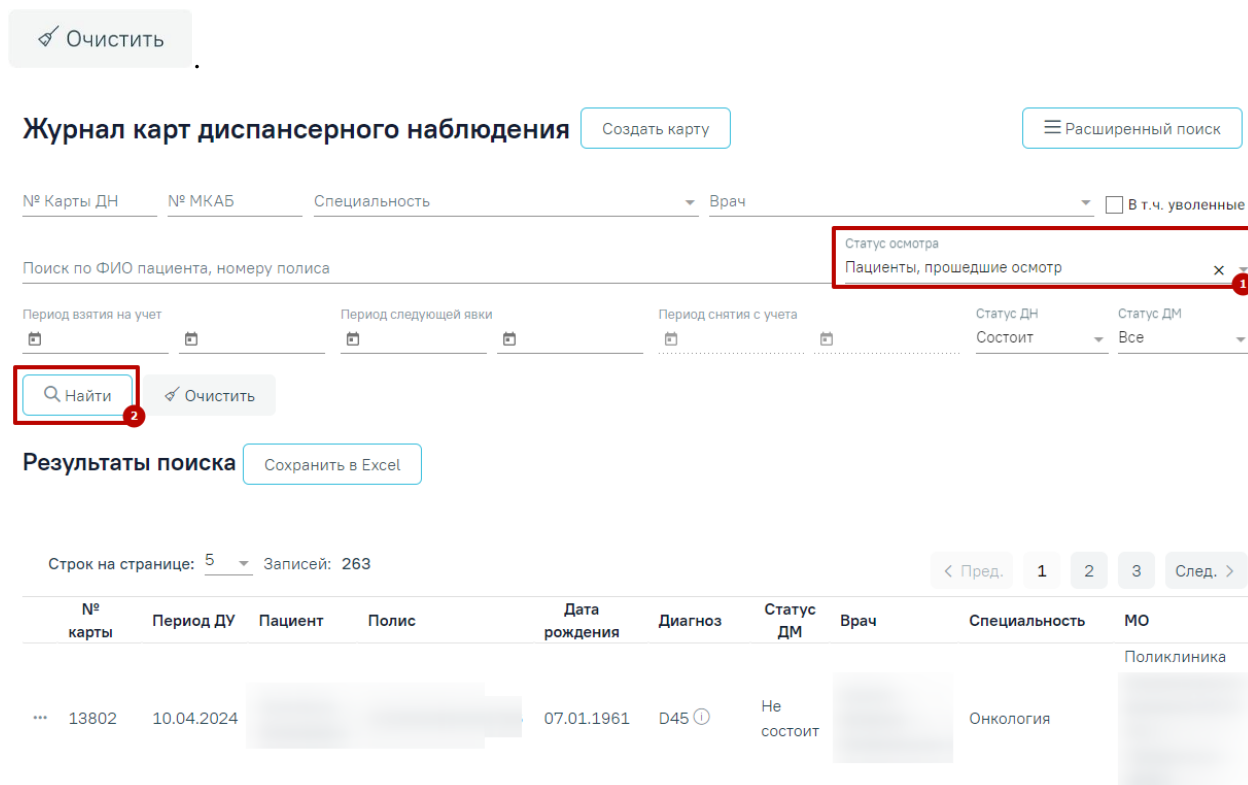 Очистить.
Журнал карт диспансерного наблюдения Создать карту Расширенный поиск
№ Карты ДН № МКАБ Специальность Врач В т.ч. уволенные
Статус осмотра
Поиск по ФИО пациента, номеру полиса Пациенты, прошедшие осмотр × 1
Период взятия на учет Период следующей явки Период снятия с учета Статус ДН Статус ДМ
Состоит Все
Найти Очистить
2
Результаты поиска Сохранить в Excel
Строк на странице: 5 Записей: 263 < Пред. 1 2 3 След. >
№ карты Период ДУ Пациент Полис Дата рождения Диагноз Статус ДМ Врач Специальность МО
Поликлиника
... 13802 10.04.2024 07.01.1961 D45 Не состоит Онкология